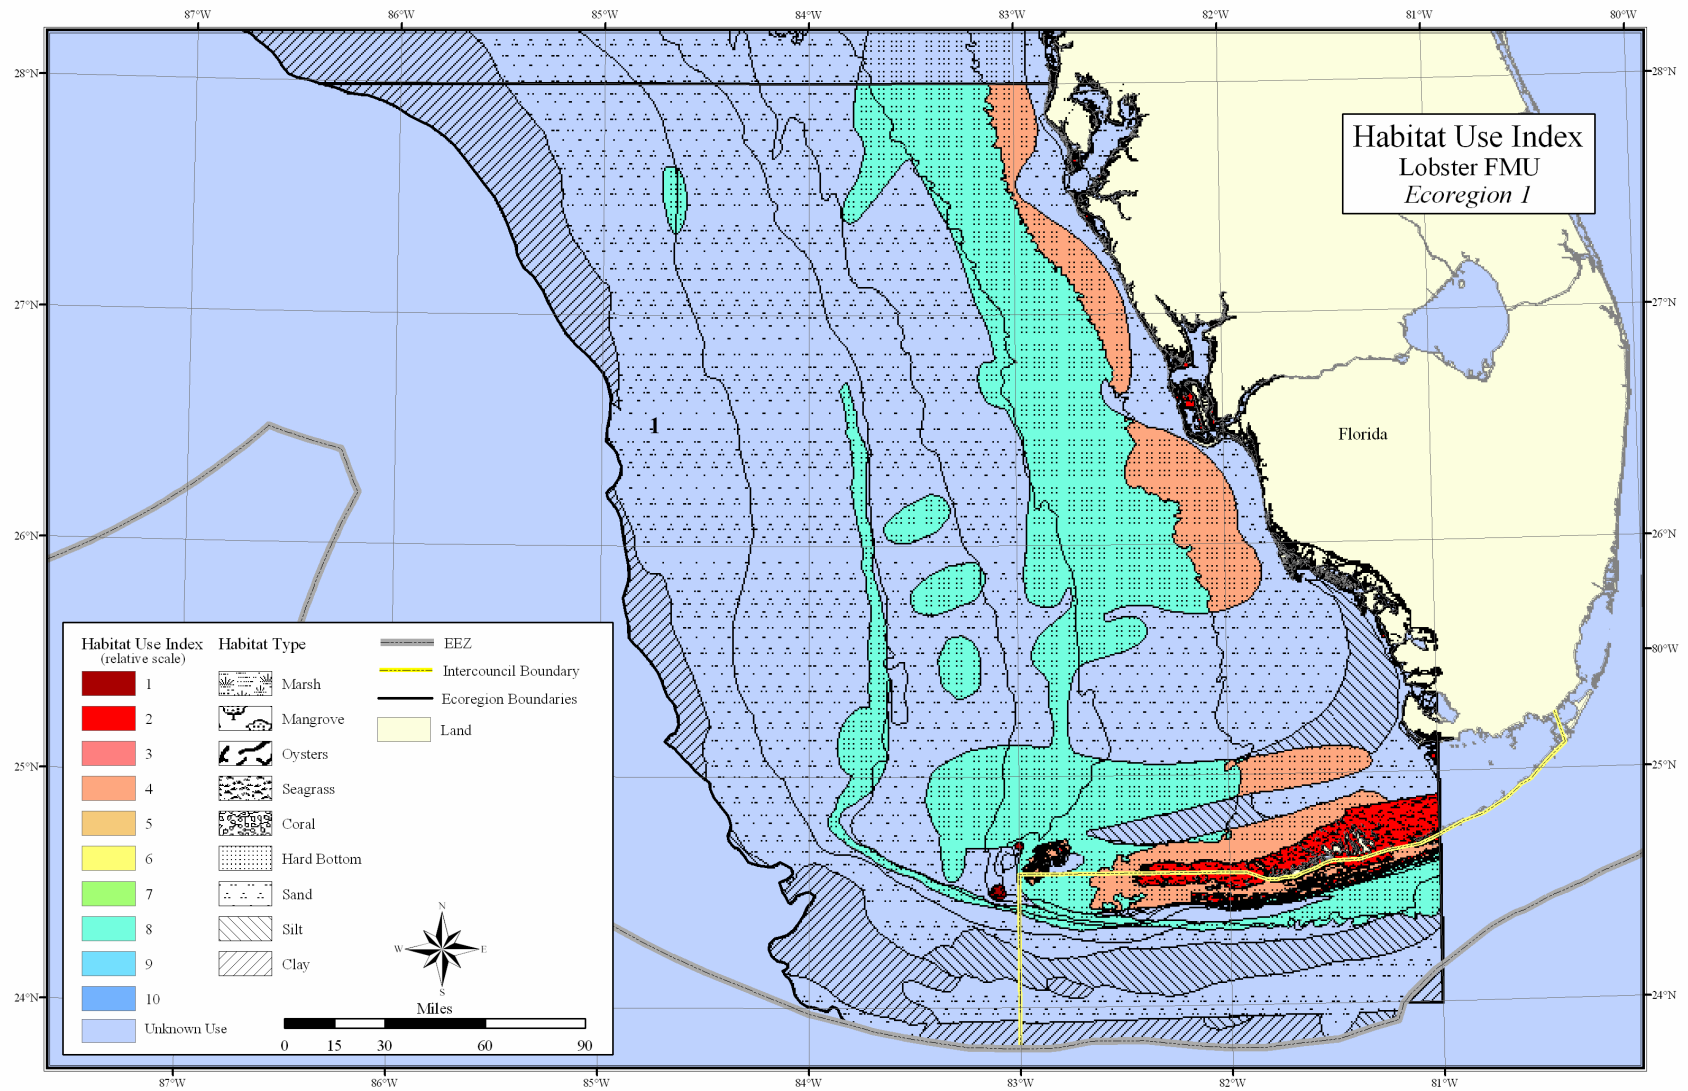 87°W 86°W 85°W 84°W 83°W 82°W 81°W 80°W
28°N 28°N
Habitat Use Index
Lobster FMU
Ecoregion 1
27°N 27°N
1
Florida
26°N 26°N
80°W
25°N 25°N
24°N 24°N
Habitat Use Index
(relative scale)
1
2
3
4
5
6
7
8
9
10
Unknown Use
Habitat Type
Marsh
Mangrove
Oysters
Seagrass
Coral
Hard Bottom
Sand
Silt
Clay
EEZ
Intercouncil Boundary
Ecoregion Boundaries
Land
N
W E
S
Miles
0 15 30 60 90
87°W 86°W 85°W 84°W 83°W 82°W 81°W